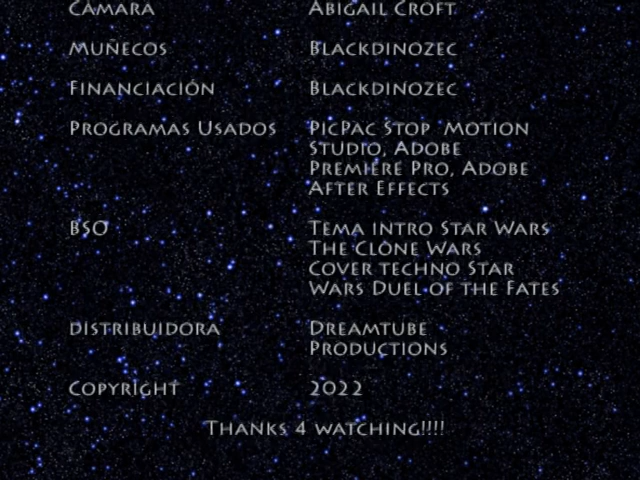 Cámara Abigail Croft
Muñecos Blackdinozec
Financiación Blackdinozec
Programas Usados PicPac Stop motion
Studio, Adobe
Premiere Pro, Adobe
After Effects
BSO Tema intro Star Wars
The Clone Wars
Cover techno Star
Wars Duel of the Fates
distribuidora Dreamtube
Productions
Copyright 2022
Thanks 4 watching!!!!